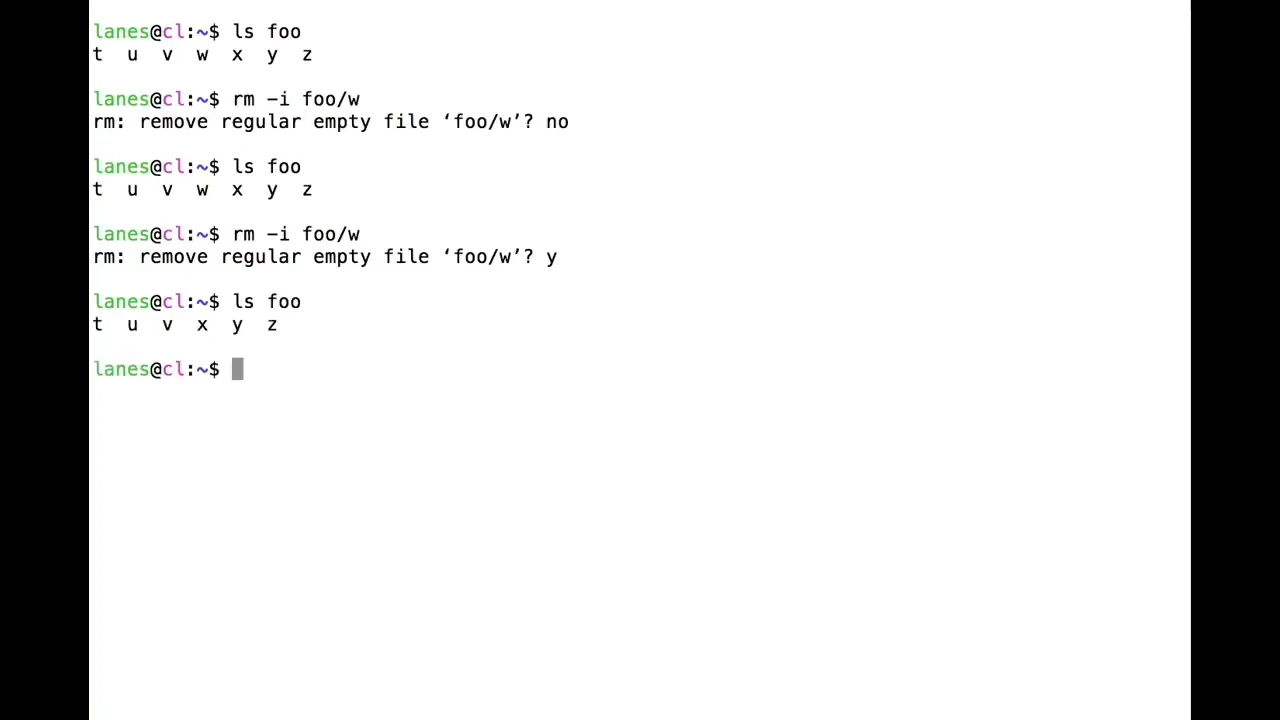 lanes@cl:~$ ls foo
t  u  v  w  x  y  z
lanes@cl:~$ rm -i foo/w
rm: remove regular empty file ‘foo/w’? no
lanes@cl:~$ ls foo
t  u  v  w  x  y  z
lanes@cl:~$ rm -i foo/w
rm: remove regular empty file ‘foo/w’? y
lanes@cl:~$ ls foo
t  u  v  x  y  z
lanes@cl:~$